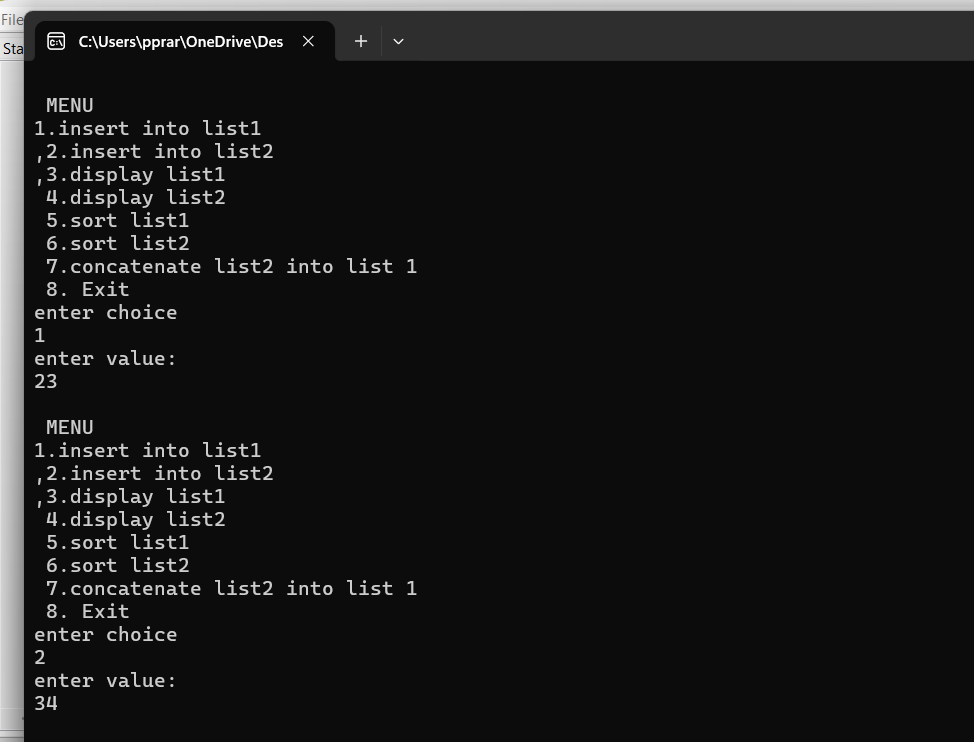 File
Sta
C:\Users\pprar\OneDrive\Des
MENU
1.insert into list1
,2.insert into list2
,3.display list1
4.display list2
5.sort list1
6.sort list2
7.concatenate list2 into list 1
8. Exit
enter choice
1
enter value:
23
MENU
1.insert into list1
,2.insert into list2
,3.display list1
4.display list2
5.sort list1
6.sort list2
7.concatenate list2 into list 1
8. Exit
enter choice
2
enter value:
34